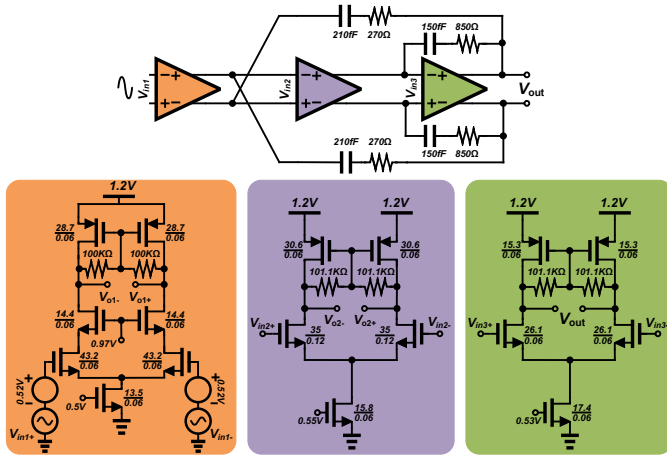 210fF 270Ω
150fF 850Ω
Vin1 − + + −
Vin2 − + + −
Vin3 − + + −
Vout
150fF 850Ω
210fF 270Ω
1.2V
28.7/0.06 28.7/0.06
100KΩ 100KΩ
Vo1- Vo1+
14.4/0.06 14.4/0.06
0.97V
43.2/0.06 43.2/0.06
0.52V + − + − 0.52V
0.5V 13.5/0.06
Vin1+ Vin1-
1.2V 1.2V
30.6/0.06 30.6/0.06
101.1KΩ 101.1KΩ
Vo2- Vo2+
Vin2+ Vin2-
35/0.12 35/0.12
0.55V 15.8/0.06
1.2V 1.2V
15.3/0.06 15.3/0.06
101.1KΩ 101.1KΩ
Vout
Vin3+ Vin3-
26.1/0.06 26.1/0.06
0.53V 17.4/0.06